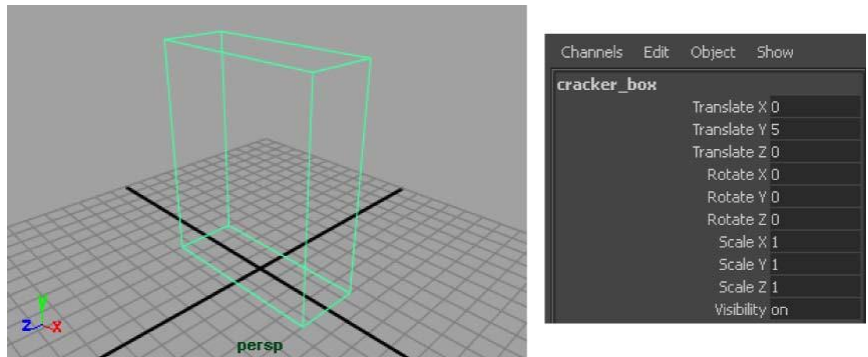 Y
Z X
persp
Channels Edit Object Show
cracker_box
Translate X 0
Translate Y 5
Translate Z 0
Rotate X 0
Rotate Y 0
Rotate Z 0
Scale X 1
Scale Y 1
Scale Z 1
Visibility on